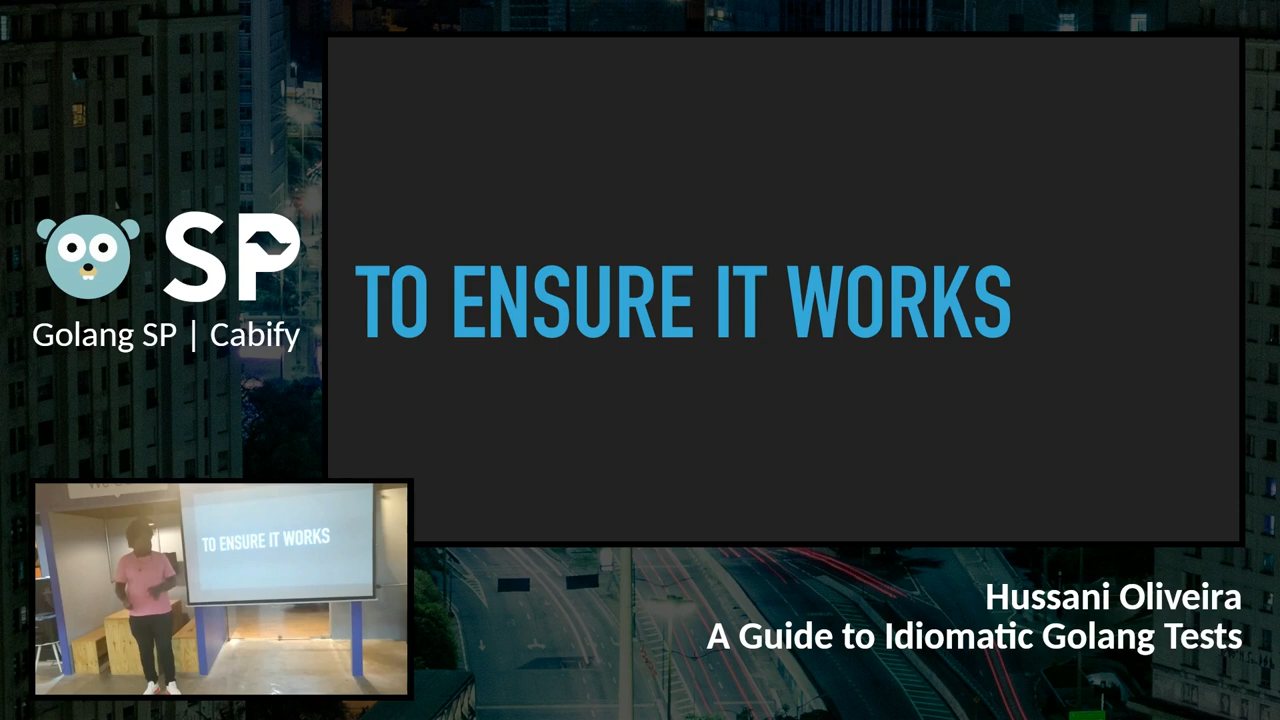 TO ENSURE IT WORKS
SP
Golang SP | Cabify
TO ENSURE IT WORKS
Hussani Oliveira
A Guide to Idiomatic Golang Tests